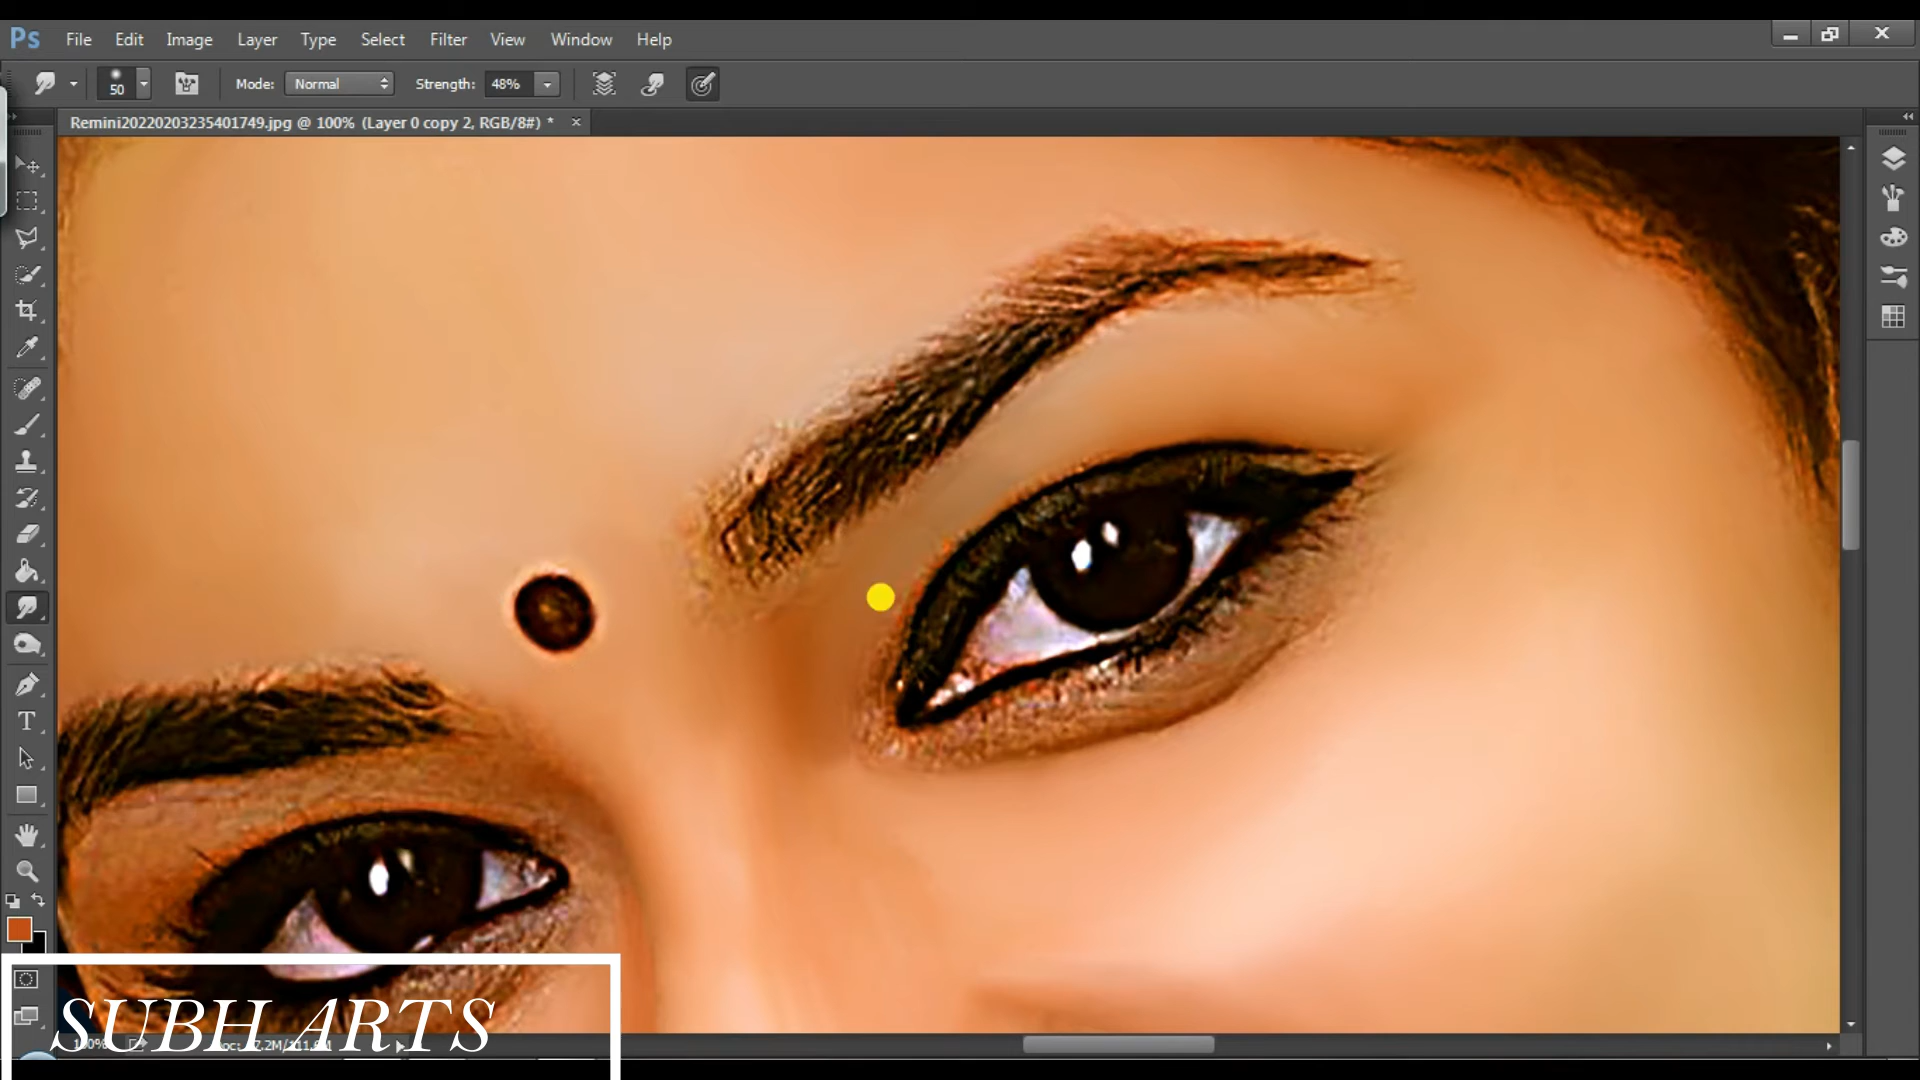 Ps File Edit Image Layer Type Select Filter View Window Help
50 Mode: Normal Strength: 48%
Remini20220203235401749.jpg @ 100% (Layer 0 copy 2, RGB/8#) * ×
T
SUBH ARTS
100%